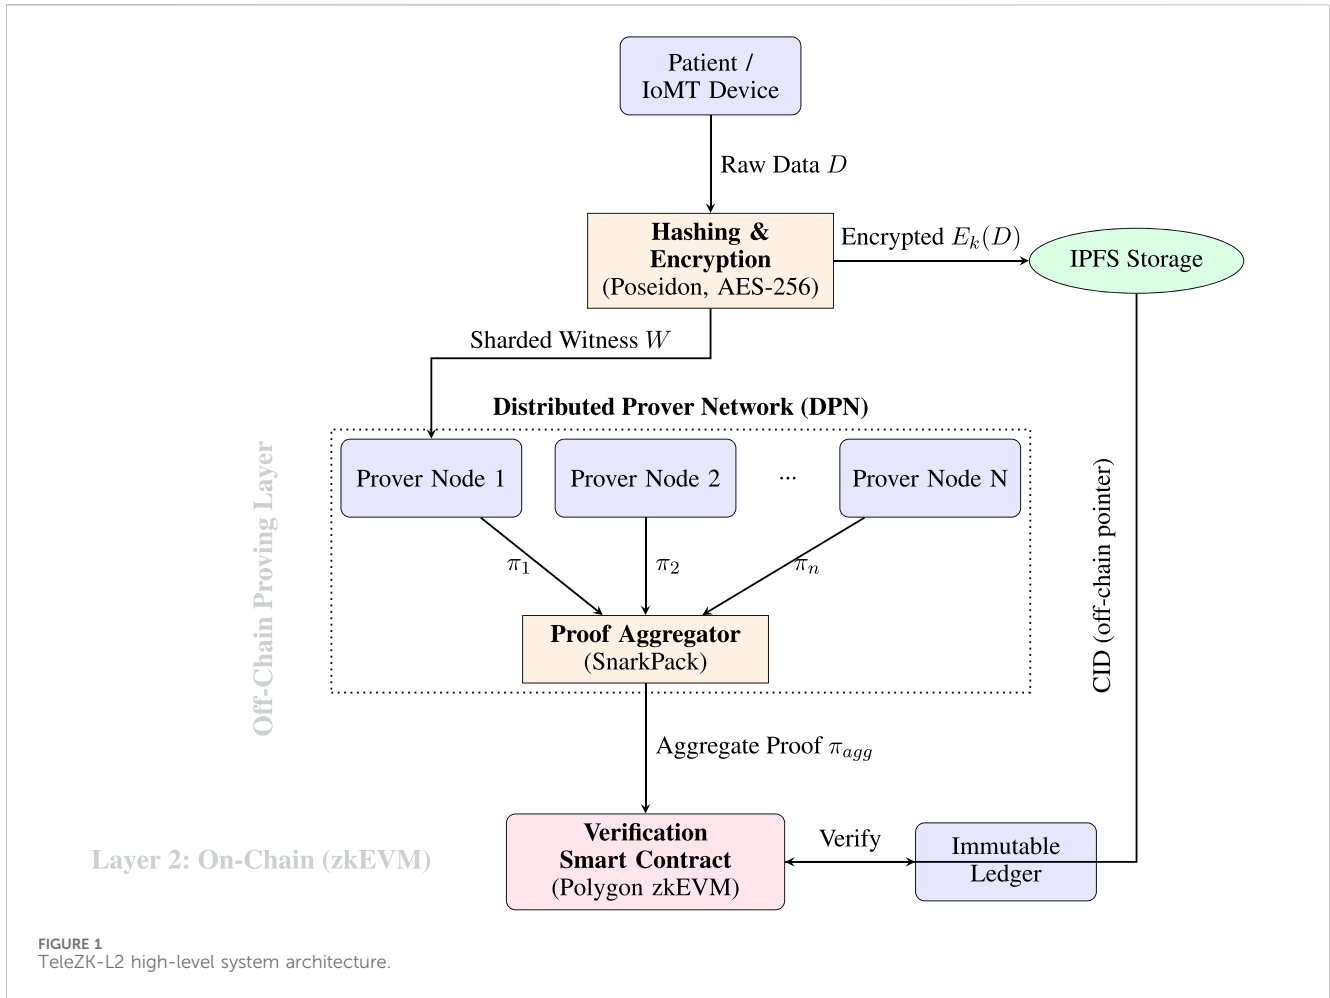 Patient /
IoMT Device
Raw Data D
Hashing &
Encryption
(Poseidon, AES-256)
Encrypted E_k(D)
IPFS Storage
Sharded Witness W
Distributed Prover Network (DPN)
Off-Chain Proving Layer
Prover Node 1
Prover Node 2
...
Prover Node N
π_1
π_2
π_n
Proof Aggregator
(SnarkPack)
CID (off-chain pointer)
Aggregate Proof π_agg
Layer 2: On-Chain (zkEVM)
Verification
Smart Contract
(Polygon zkEVM)
Verify
Immutable
Ledger
FIGURE 1
TeleZK-L2 high-level system architecture.